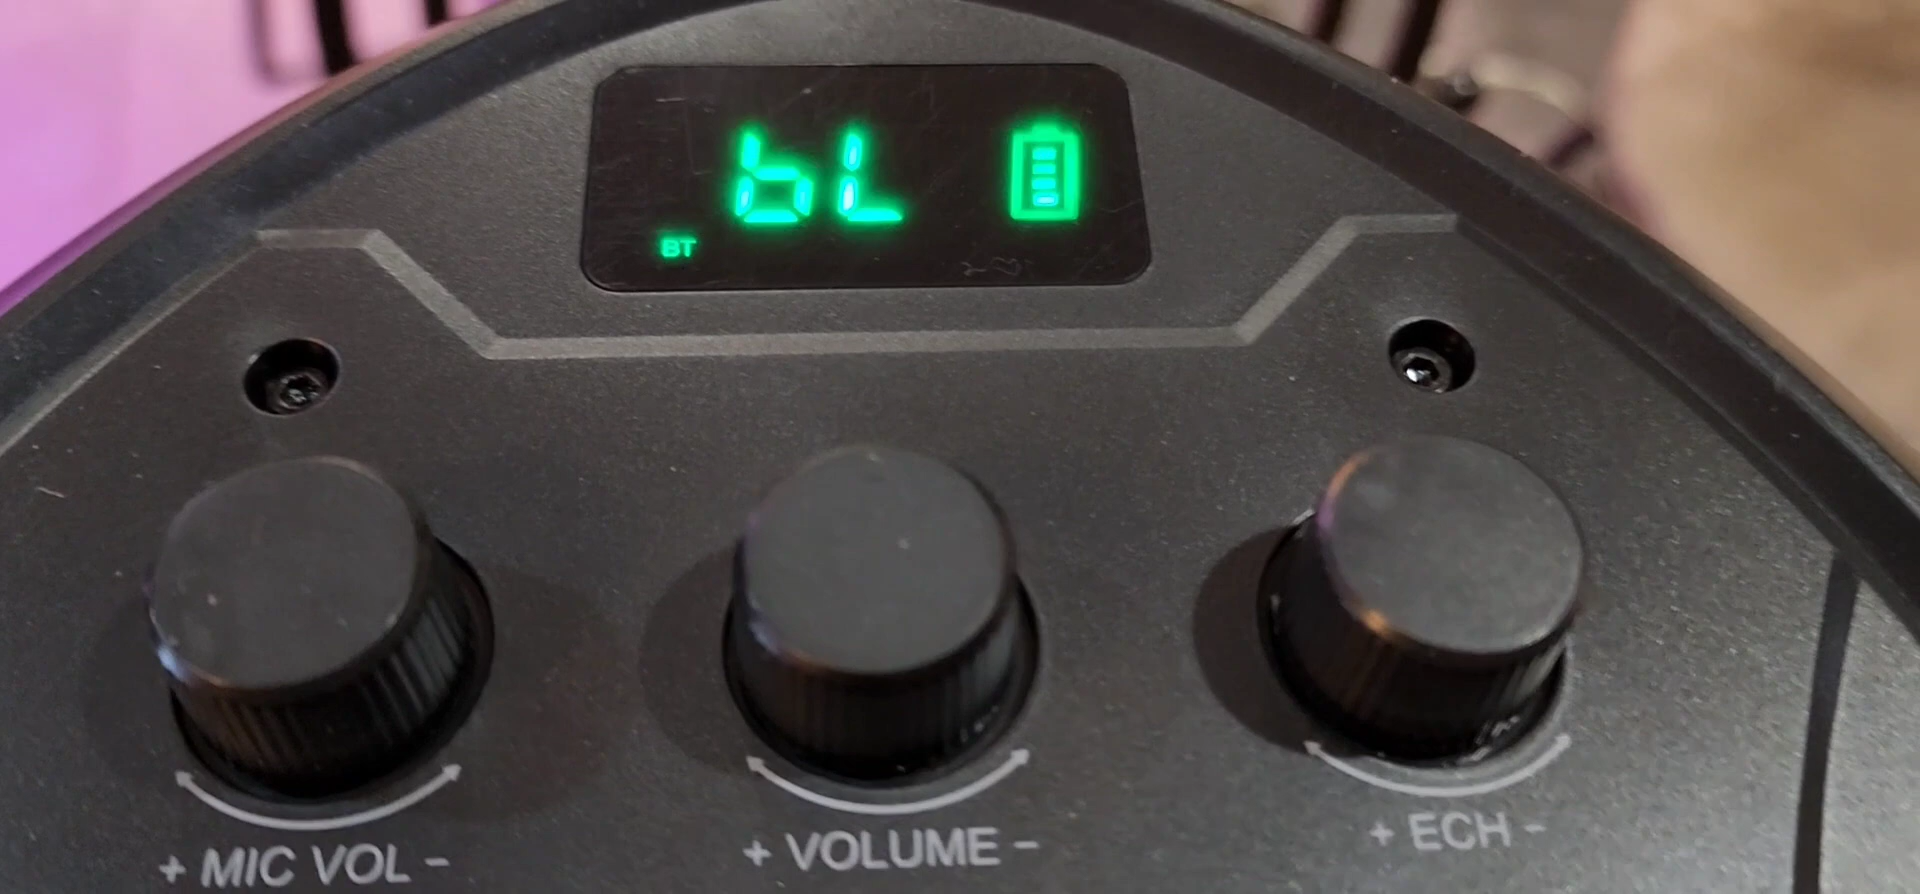 bL
BT
+ MIC VOL -
+ VOLUME -
+ ECH -